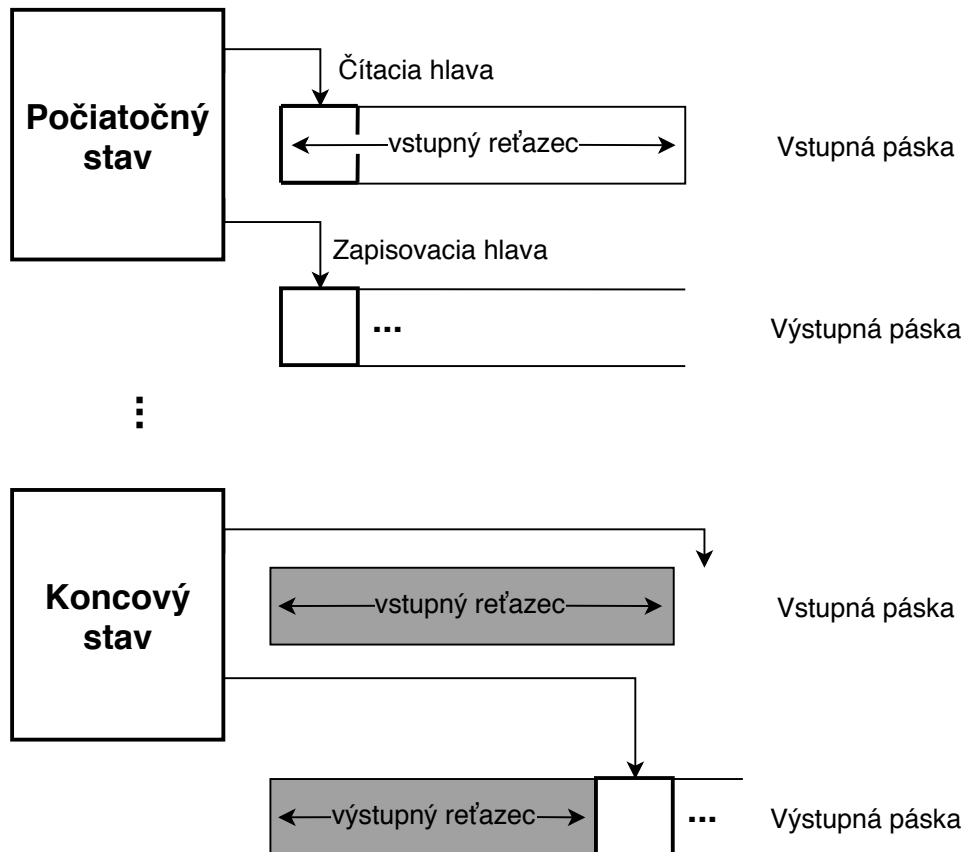 Počiatočný
stav
Čítacia hlava
vstupný reťazec
Vstupná páska
Zapisovacia hlava
...
Výstupná páska
...
Koncový
stav
vstupný reťazec
Vstupná páska
výstupný reťazec
...
Výstupná páska